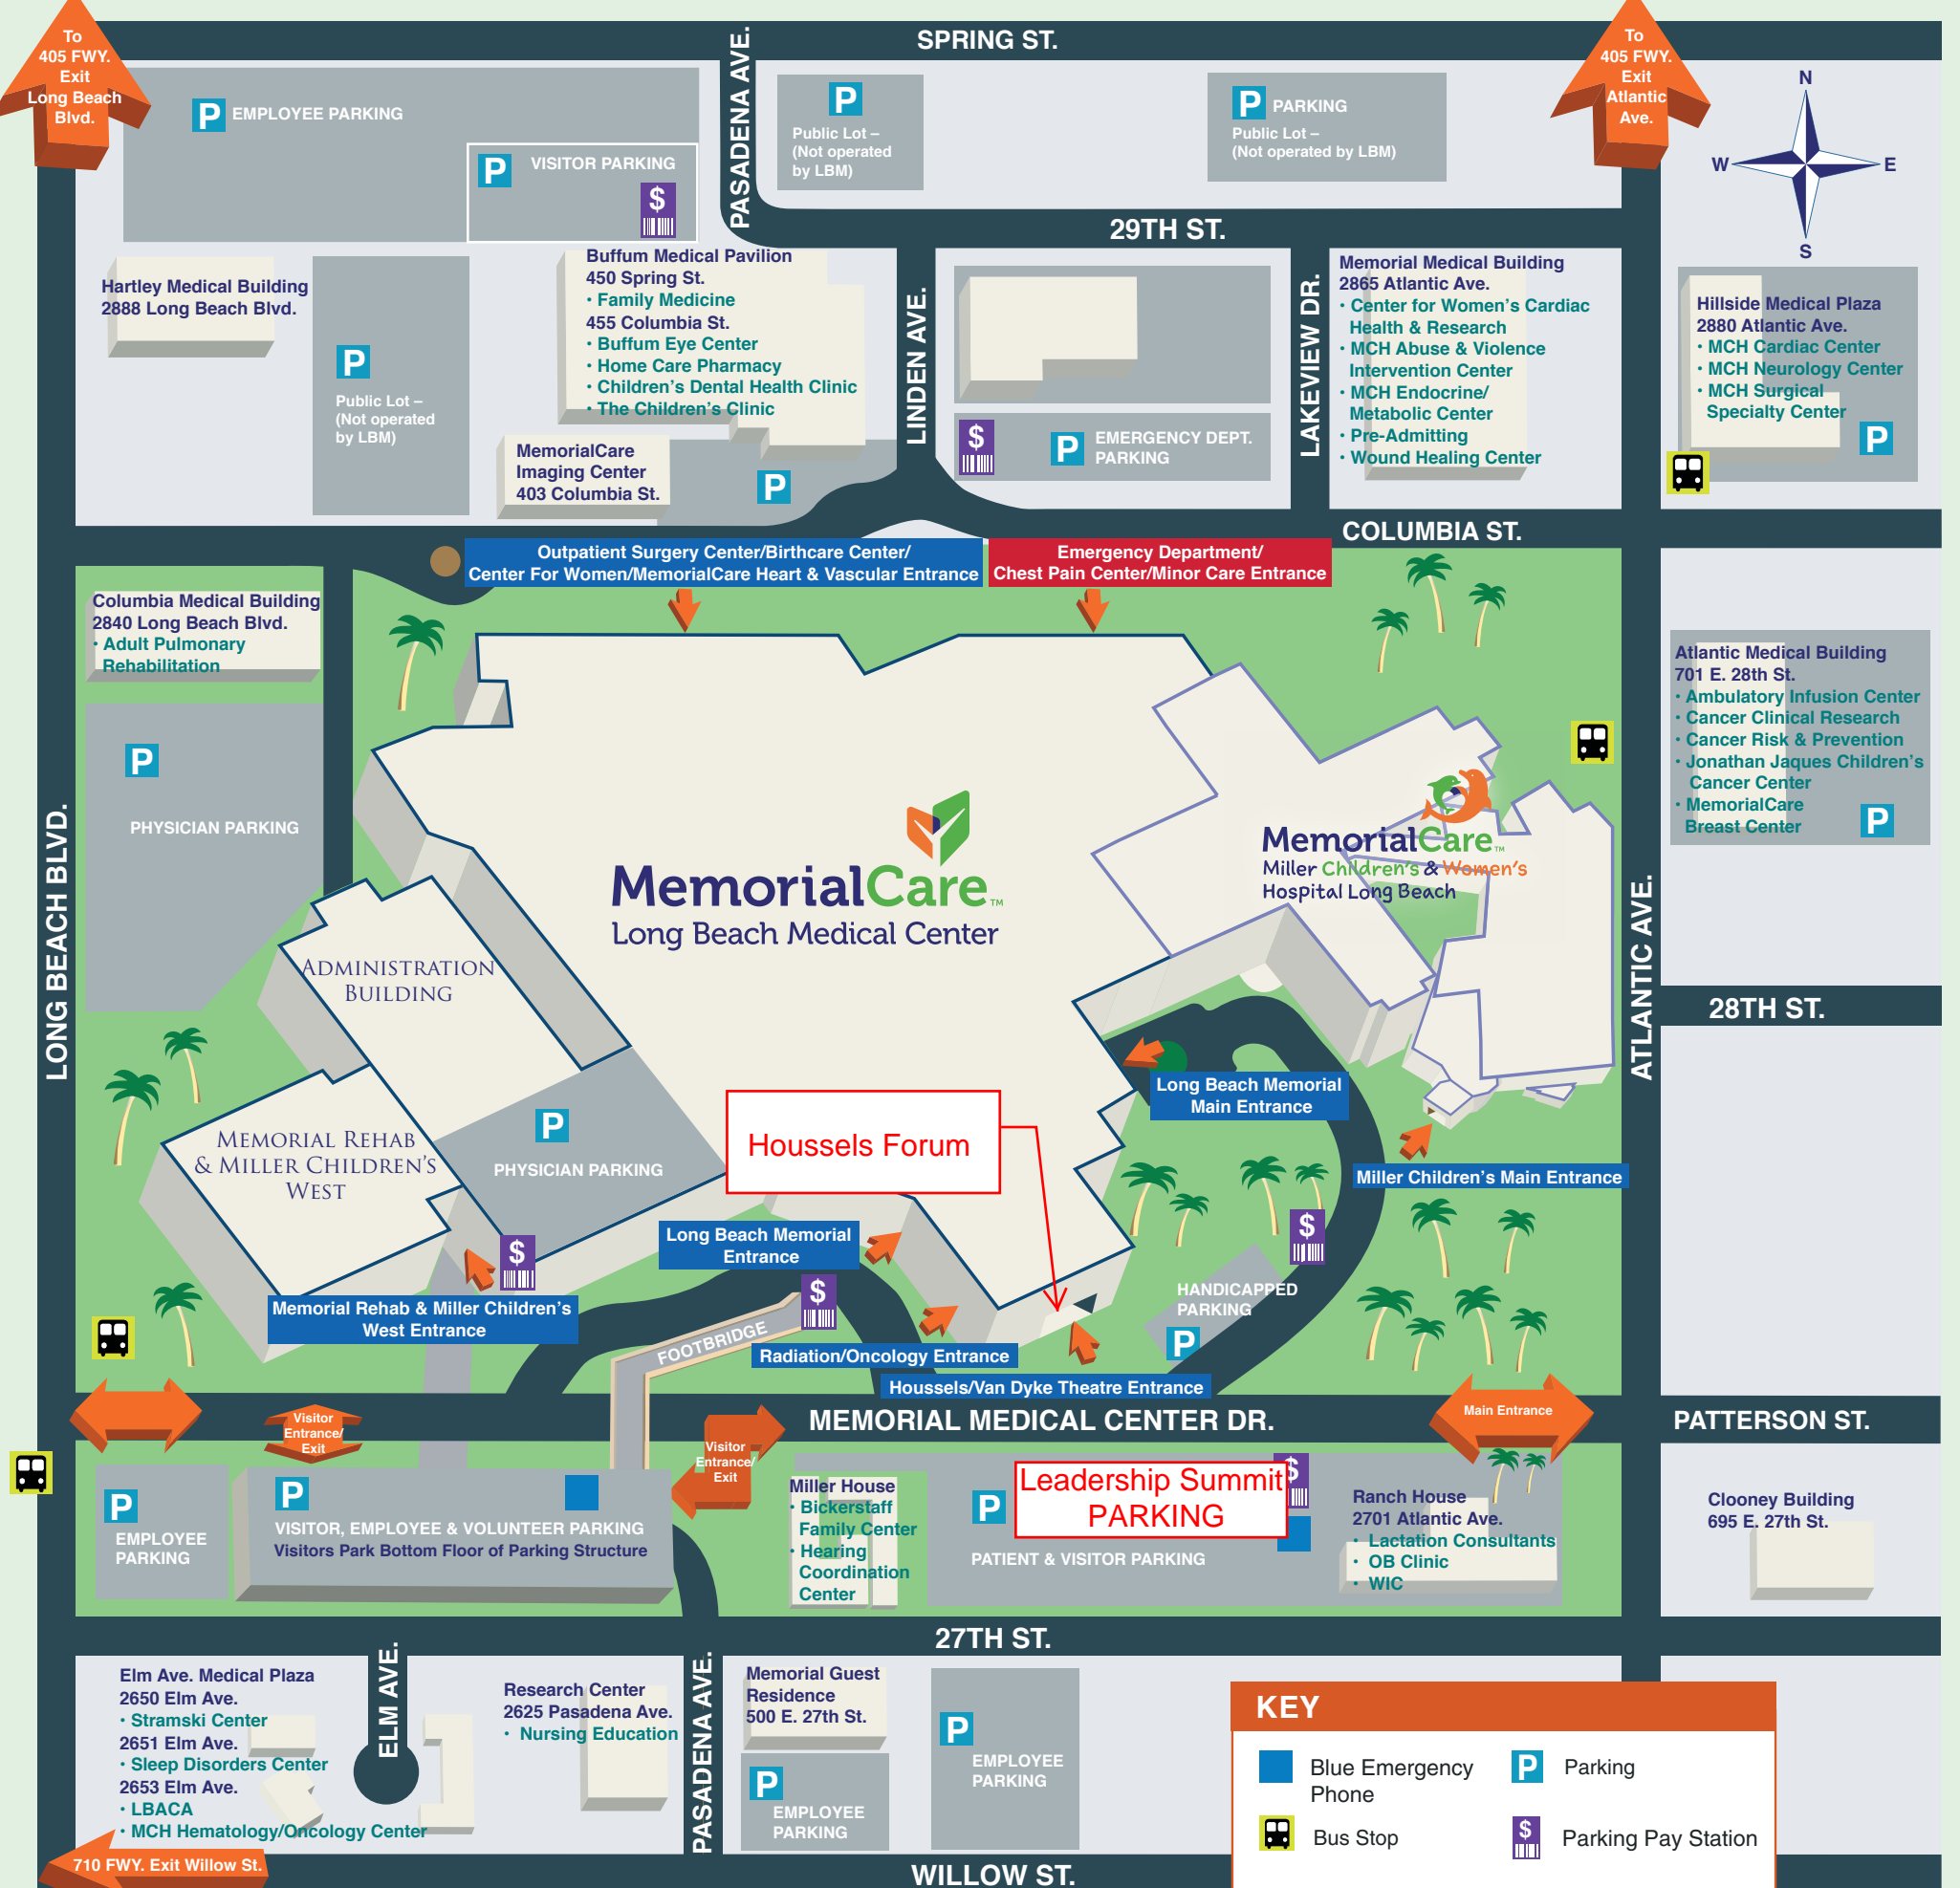 To
405 FWY.
Exit
Long Beach
Blvd.
SPRING ST.
To
405 FWY.
Exit
Atlantic
Ave.
N
W
E
S
P EMPLOYEE PARKING
P VISITOR PARKING
$
PASADENA AVE.
P
Public Lot –
(Not operated
by LBM)
P PARKING
Public Lot –
(Not operated by LBM)
29TH ST.
Hartley Medical Building
2888 Long Beach Blvd.
P
Public Lot –
(Not operated
by LBM)
Buffum Medical Pavilion
450 Spring St.
• Family Medicine
455 Columbia St.
• Buffum Eye Center
• Home Care Pharmacy
• Children's Dental Health Clinic
• The Children's Clinic
MemorialCare
Imaging Center
403 Columbia St.
P
LINDEN AVE.
$
P EMERGENCY DEPT.
PARKING
LAKEVIEW DR.
Memorial Medical Building
2865 Atlantic Ave.
• Center for Women's Cardiac
Health & Research
• MCH Abuse & Violence
Intervention Center
• MCH Endocrine/
Metabolic Center
• Pre-Admitting
• Wound Healing Center
Hillside Medical Plaza
2880 Atlantic Ave.
• MCH Cardiac Center
• MCH Neurology Center
• MCH Surgical
Specialty Center
P
COLUMBIA ST.
Outpatient Surgery Center/Birthcare Center/
Center For Women/MemorialCare Heart & Vascular Entrance
Emergency Department/
Chest Pain Center/Minor Care Entrance
Columbia Medical Building
2840 Long Beach Blvd.
• Adult Pulmonary
Rehabilitation
P
PHYSICIAN PARKING
LONG BEACH BLVD.
Atlantic Medical Building
701 E. 28th St.
• Ambulatory Infusion Center
• Cancer Clinical Research
• Cancer Risk & Prevention
• Jonathan Jaques Children's
Cancer Center
• MemorialCare
Breast Center
P
MemorialCare™
Long Beach Medical Center
MemorialCare™
Miller Children's & Women's
Hospital Long Beach
ATLANTIC AVE.
28TH ST.
ADMINISTRATION
BUILDING
MEMORIAL REHAB
& MILLER CHILDREN'S
WEST
P
PHYSICIAN PARKING
Houssels Forum
Long Beach Memorial
Main Entrance
Miller Children's Main Entrance
Long Beach Memorial
Entrance
$
$
$
HANDICAPPED
PARKING
P
Memorial Rehab & Miller Children's
West Entrance
FOOTBRIDGE
Radiation/Oncology Entrance
Houssels/Van Dyke Theatre Entrance
Visitor
Entrance/
Exit
Visitor
Entrance/
Exit
MEMORIAL MEDICAL CENTER DR.
Main Entrance
PATTERSON ST.
P
EMPLOYEE
PARKING
P
VISITOR, EMPLOYEE & VOLUNTEER PARKING
Visitors Park Bottom Floor of Parking Structure
Miller House
• Bickerstaff
Family Center
• Hearing
Coordination
Center
P
Leadership Summit
PARKING
$
PATIENT & VISITOR PARKING
Ranch House
2701 Atlantic Ave.
• Lactation Consultants
• OB Clinic
• WIC
Clooney Building
695 E. 27th St.
27TH ST.
Elm Ave. Medical Plaza
2650 Elm Ave.
• Stramski Center
2651 Elm Ave.
• Sleep Disorders Center
2653 Elm Ave.
• LBACA
• MCH Hematology/Oncology Center
ELM AVE.
Research Center
2625 Pasadena Ave.
• Nursing Education
PASADENA AVE.
Memorial Guest
Residence
500 E. 27th St.
P
EMPLOYEE
PARKING
P
EMPLOYEE
PARKING
710 FWY. Exit Willow St.
WILLOW ST.
KEY
Blue Emergency
Phone
P Parking
Bus Stop
$ Parking Pay Station